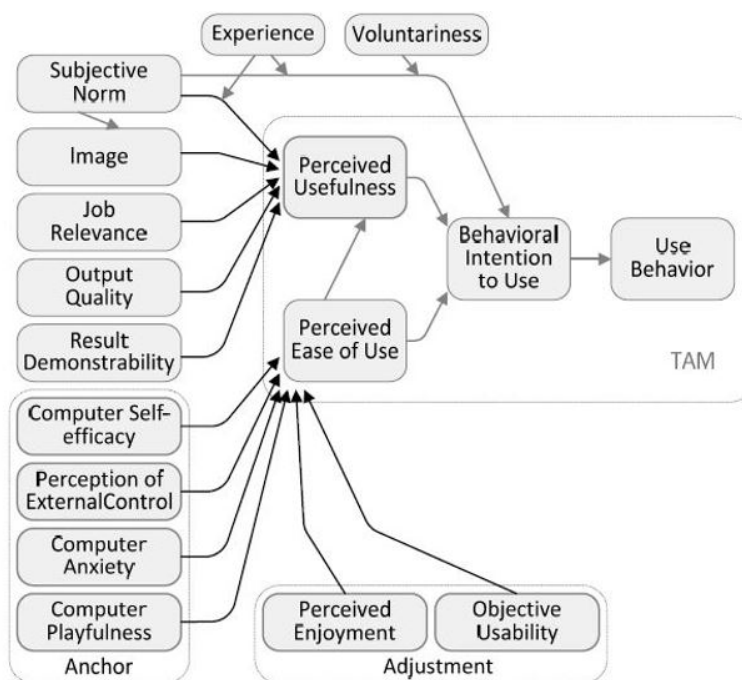 Experience
Voluntariness
Subjective
Norm
Image
Job
Relevance
Output
Quality
Result
Demonstrability
Perceived
Usefulness
Behavioral
Intention
to Use
Use
Behavior
Perceived
Ease of Use
TAM
Computer Self-
efficacy
Perception of
ExternalControl
Computer
Anxiety
Computer
Playfulness
Anchor
Perceived
Enjoyment
Objective
Usability
Adjustment